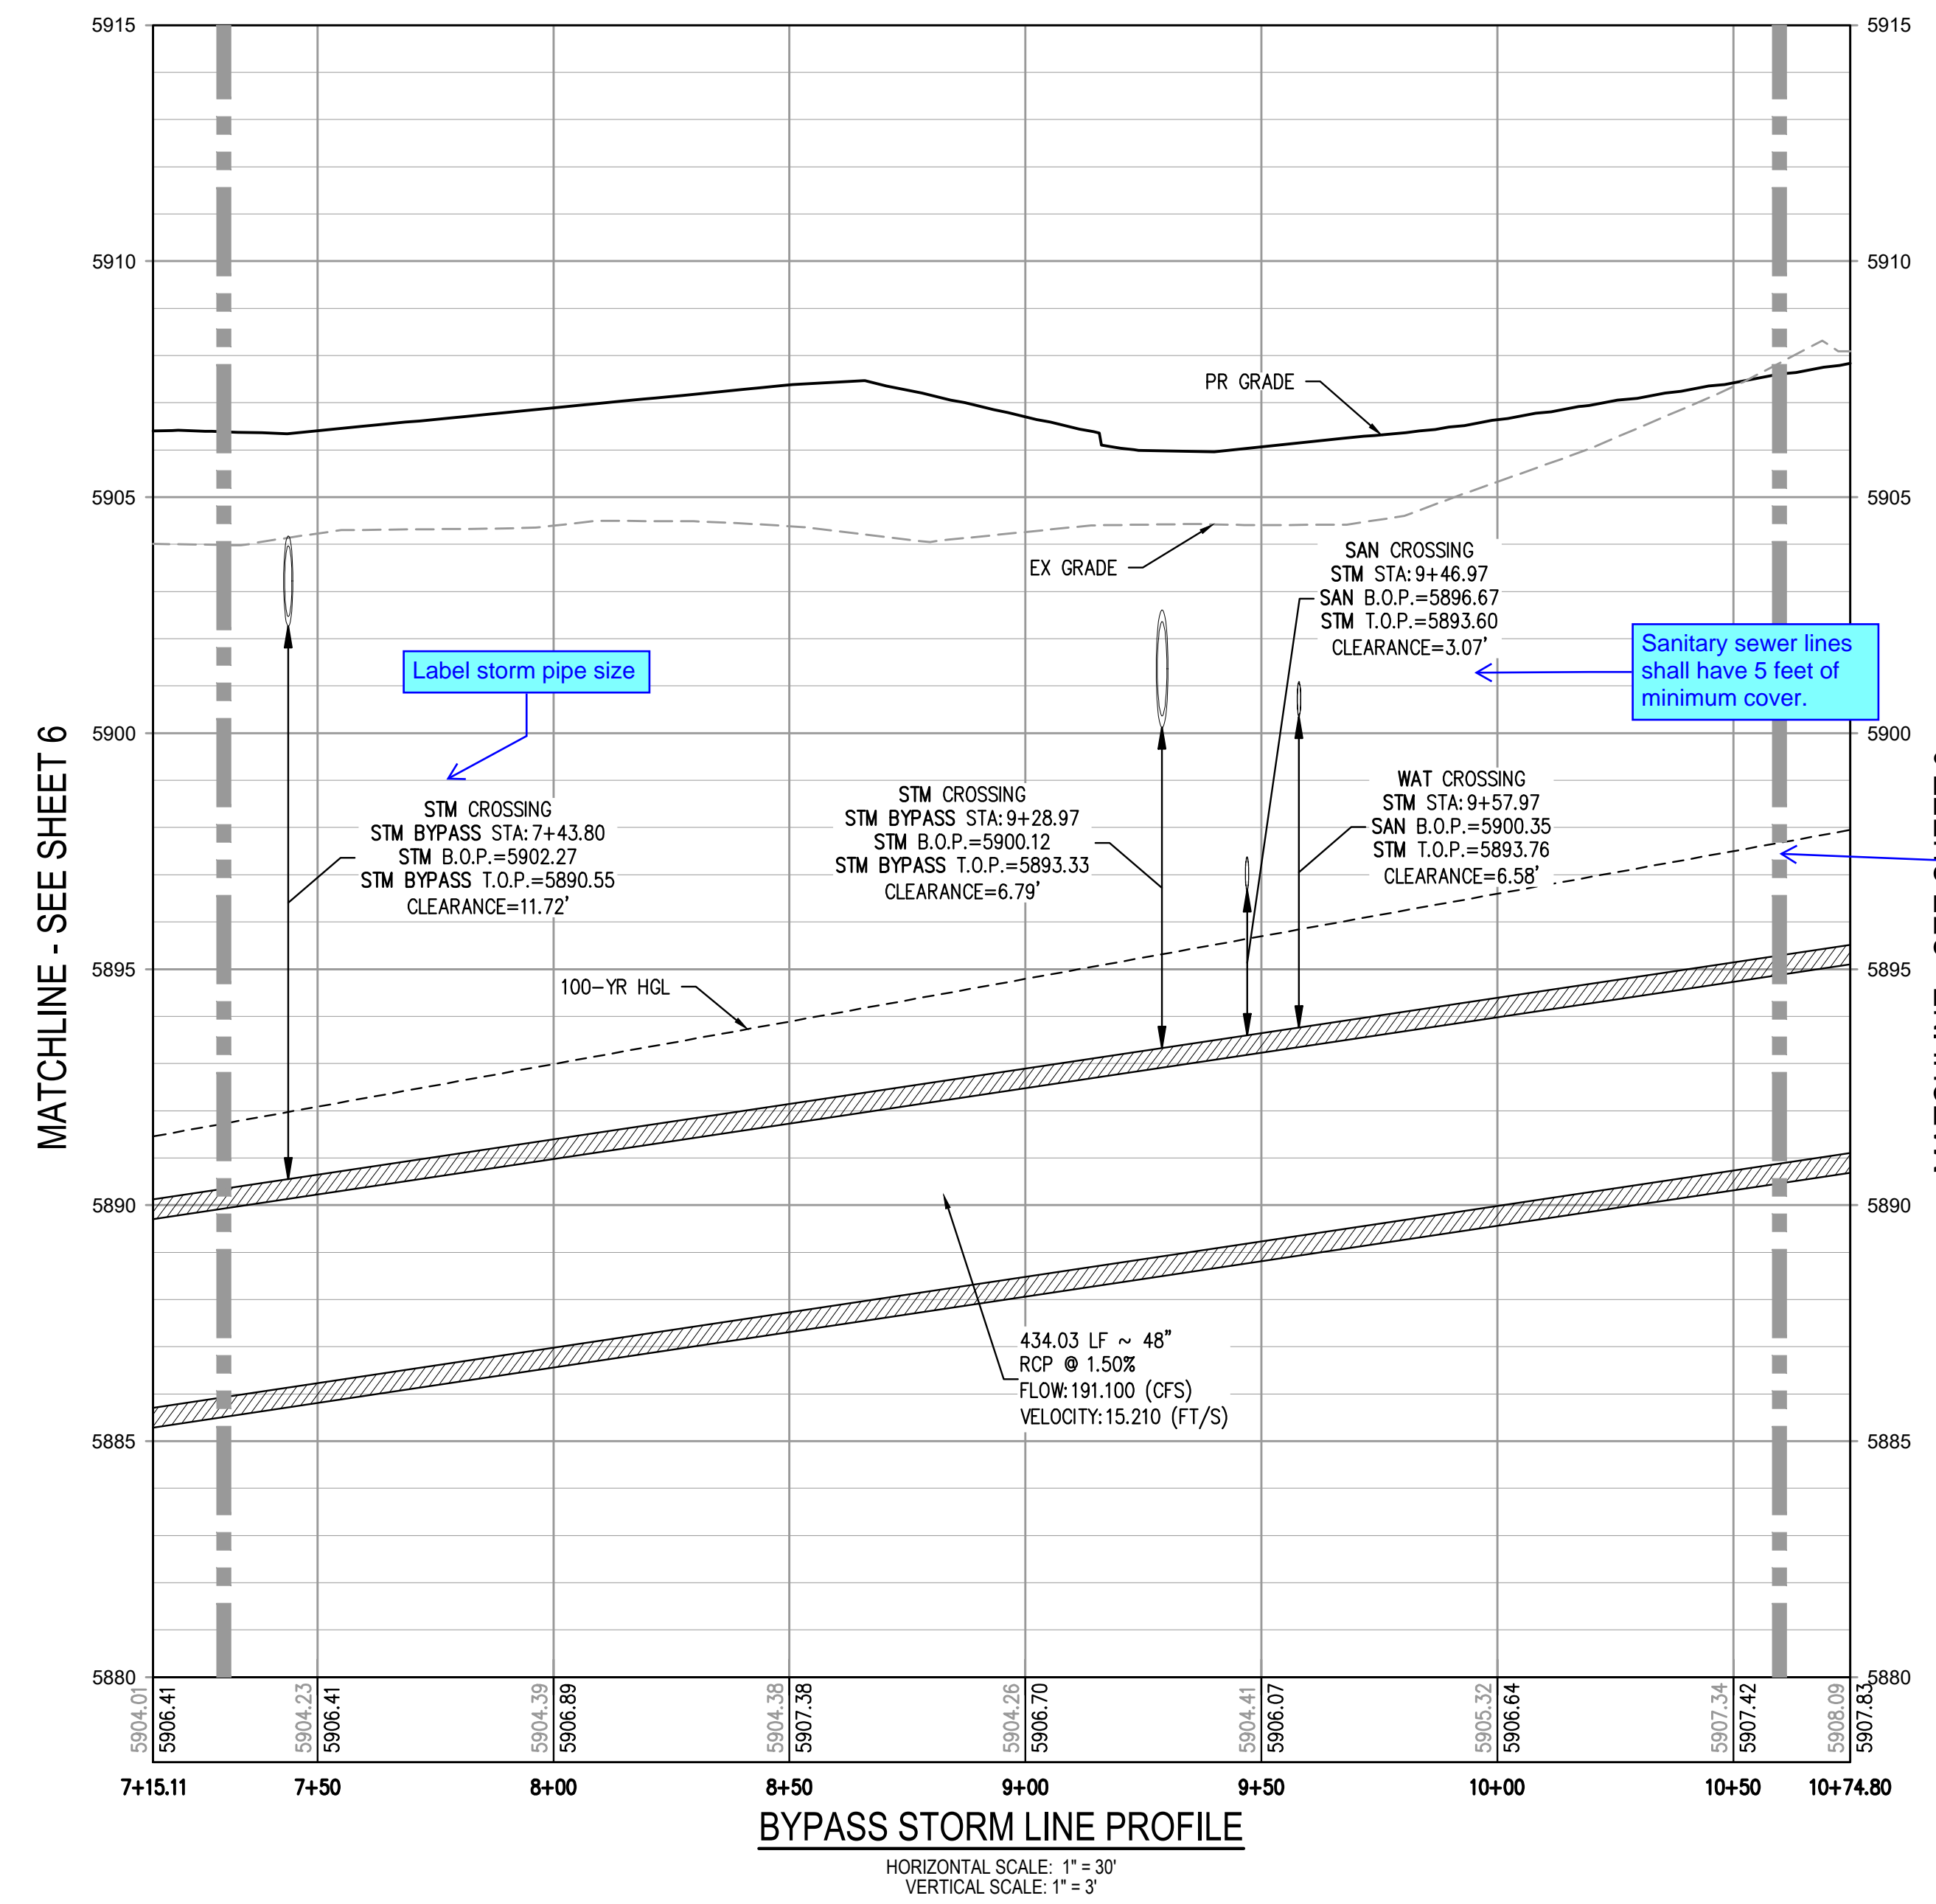 5915
5915
5910
5910
PR GRADE
5905
5905
EX GRADE
SAN CROSSING
STM STA: 9+46.97
SAN B.O.P.=5896.67
STM T.O.P.=5893.60
CLEARANCE=3.07'
Label storm pipe size
Sanitary sewer lines
shall have 5 feet of
minimum cover.
MATCHLINE - SEE SHEET 6
5900
5900
STM CROSSING
STM BYPASS STA: 7+43.80
STM B.O.P.=5902.27
STM BYPASS T.O.P.=5890.55
CLEARANCE=11.72'
STM CROSSING
STM BYPASS STA: 9+28.97
STM B.O.P.=5900.12
STM BYPASS T.O.P.=5893.33
CLEARANCE=6.79'
WAT CROSSING
STM STA: 9+57.97
SAN B.O.P.=5900.35
STM T.O.P.=5893.76
CLEARANCE=6.58'
5895
5895
100-YR HGL
5890
5890
434.03 LF ~ 48"
RCP @ 1.50%
FLOW: 191.100 (CFS)
VELOCITY: 15.210 (FT/S)
5885
5885
5880
5880
5904.01
5906.41
5904.23
5906.41
5904.39
5906.89
5904.38
5907.38
5904.26
5906.70
5904.41
5906.07
5905.32
5906.64
5907.34
5907.42
5908.09
5907.83
7+15.11
7+50
8+00
8+50
9+00
9+50
10+00
10+50
10+74.80
BYPASS STORM LINE PROFILE
HORIZONTAL SCALE: 1" = 30'
VERTICAL SCALE: 1" = 3'